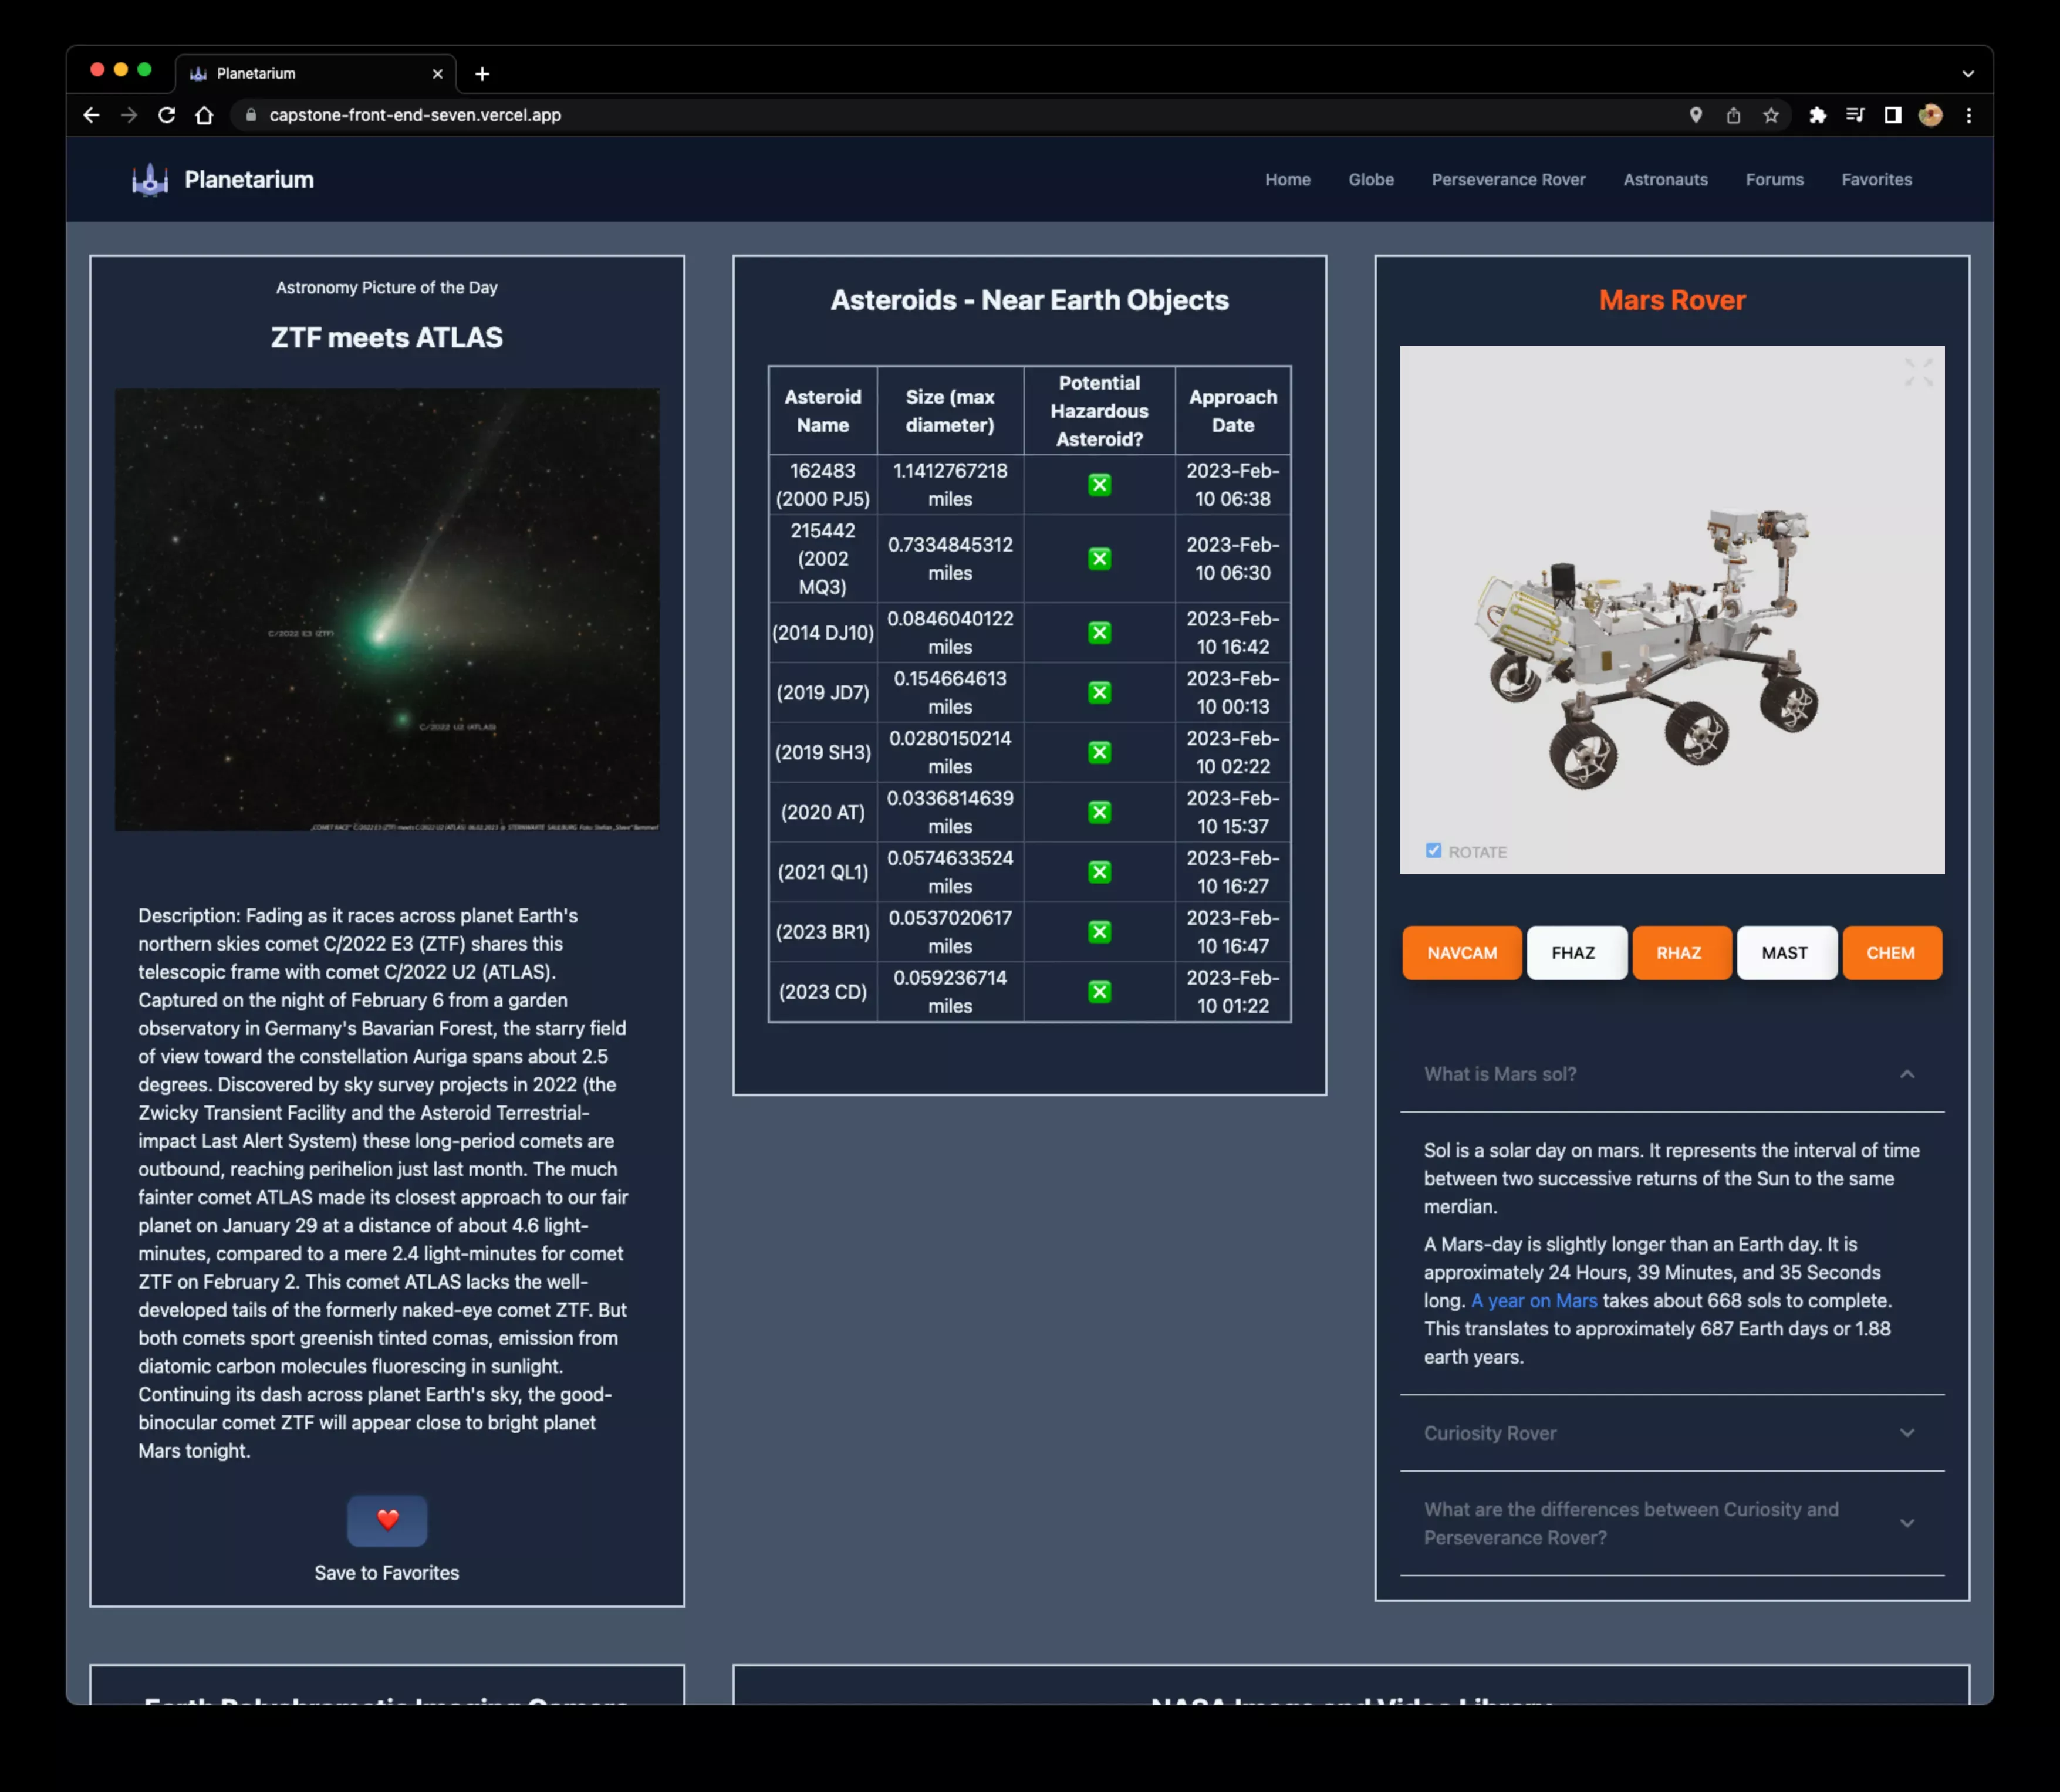 Planetarium
capstone-front-end-seven.vercel.app
Planetarium
Home Globe Perseverance Rover Astronauts Forums Favorites
Astronomy Picture of the Day
ZTF meets ATLAS
C/2022 E3 (ZTF)
C/2022 U2 (ATLAS)
Description: Fading as it races across planet Earth's
northern skies comet C/2022 E3 (ZTF) shares this
telescopic frame with comet C/2022 U2 (ATLAS).
Captured on the night of February 6 from a garden
observatory in Germany's Bavarian Forest, the starry field
of view toward the constellation Auriga spans about 2.5
degrees. Discovered by sky survey projects in 2022 (the
Zwicky Transient Facility and the Asteroid Terrestrial-
impact Last Alert System) these long-period comets are
outbound, reaching perihelion just last month. The much
fainter comet ATLAS made its closest approach to our fair
planet on January 29 at a distance of about 4.6 light-
minutes, compared to a mere 2.4 light-minutes for comet
ZTF on February 2. This comet ATLAS lacks the well-
developed tails of the formerly naked-eye comet ZTF. But
both comets sport greenish tinted comas, emission from
diatomic carbon molecules fluorescing in sunlight.
Continuing its dash across planet Earth's sky, the good-
binocular comet ZTF will appear close to bright planet
Mars tonight.
Save to Favorites
Asteroids - Near Earth Objects
Asteroid Name Size (max diameter) Potential Hazardous Asteroid? Approach Date
162483 (2000 PJ5) 1.1412767218 miles 2023-Feb-10 06:38
215442 (2002 MQ3) 0.7334845312 miles 2023-Feb-10 06:30
(2014 DJ10) 0.0846040122 miles 2023-Feb-10 16:42
(2019 JD7) 0.154664613 miles 2023-Feb-10 00:13
(2019 SH3) 0.0280150214 miles 2023-Feb-10 02:22
(2020 AT) 0.0336814639 miles 2023-Feb-10 15:37
(2021 QL1) 0.0574633524 miles 2023-Feb-10 16:27
(2023 BR1) 0.0537020617 miles 2023-Feb-10 16:47
(2023 CD) 0.059236714 miles 2023-Feb-10 01:22
Mars Rover
ROTATE
NAVCAM FHAZ RHAZ MAST CHEM
What is Mars sol?
Sol is a solar day on mars. It represents the interval of time
between two successive returns of the Sun to the same
merdian.
A Mars-day is slightly longer than an Earth day. It is
approximately 24 Hours, 39 Minutes, and 35 Seconds
long. A year on Mars takes about 668 sols to complete.
This translates to approximately 687 Earth days or 1.88
earth years.
Curiosity Rover
What are the differences between Curiosity and
Perseverance Rover?
Earth Polychromatic Imaging Camera
NASA Image and Video Library